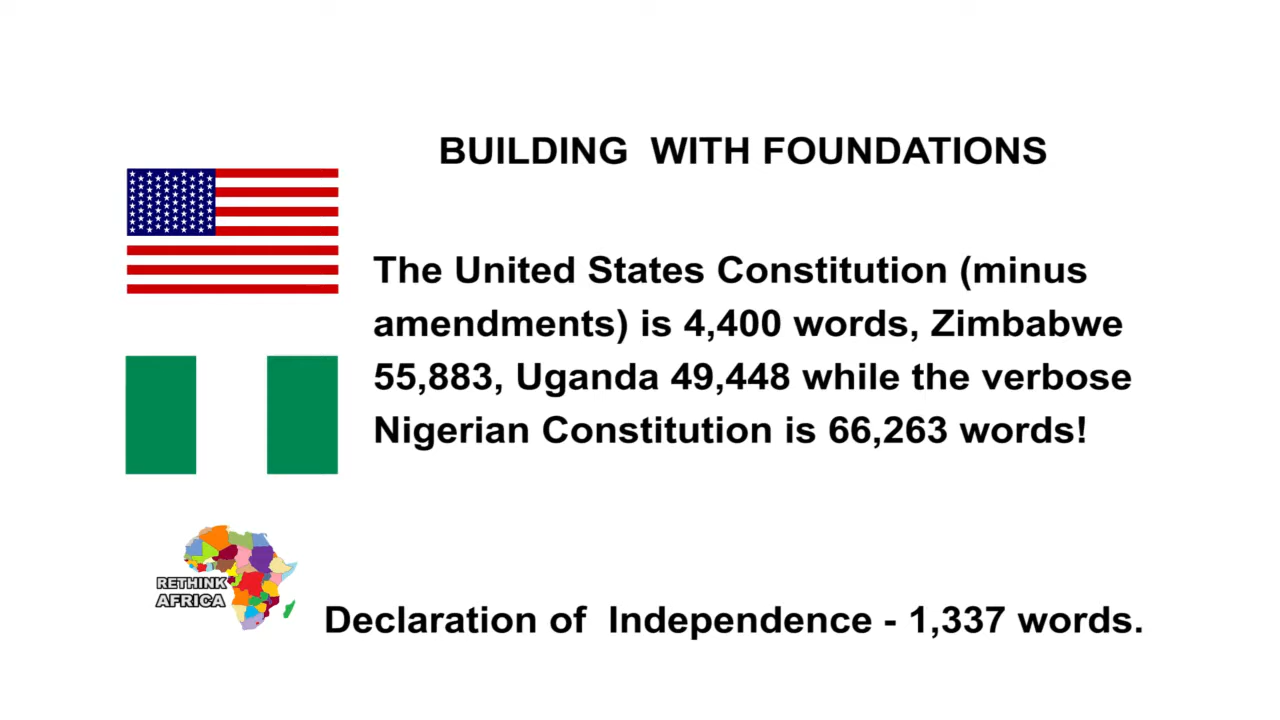 BUILDING  WITH FOUNDATIONS
The United States Constitution (minus
amendments) is 4,400 words, Zimbabwe
55,883, Uganda 49,448 while the verbose
Nigerian Constitution is 66,263 words!
RETHINK
AFRICA
Declaration of  Independence - 1,337 words.